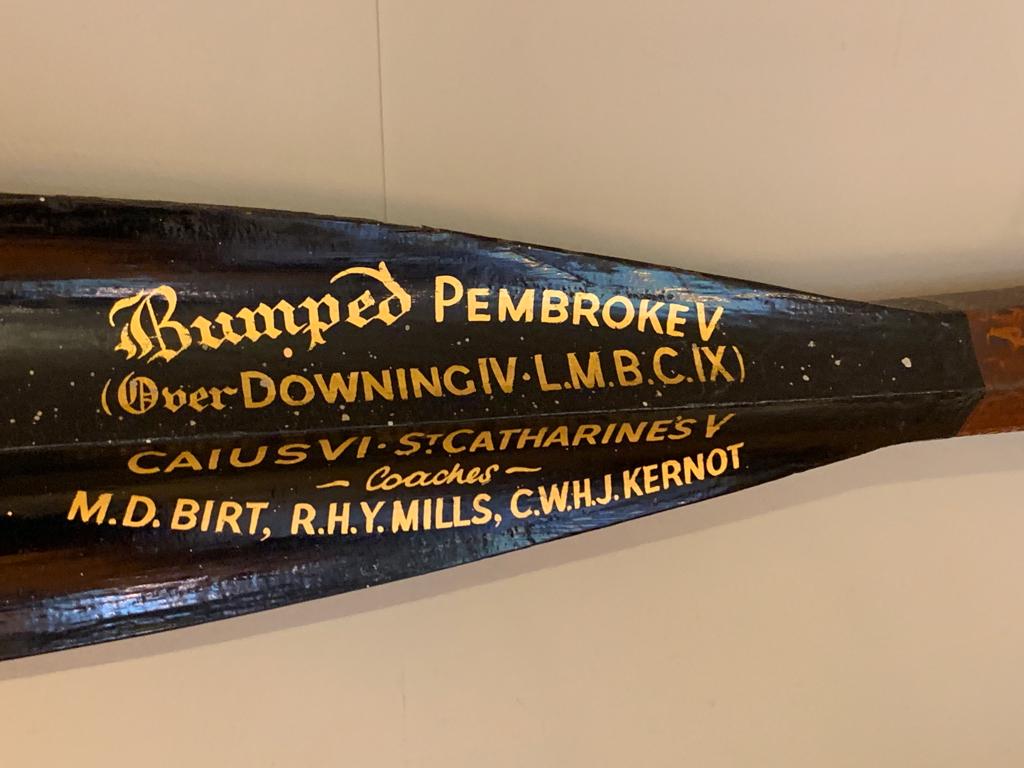 Bumped PEMBROKE V
(Over DOWNING IV · L.M.B.C. IX)
CAIUS VI · ST CATHARINE'S V
~ Coaches ~
M.D. BIRT, R.H.Y. MILLS, C.W.H.J. KERNOT